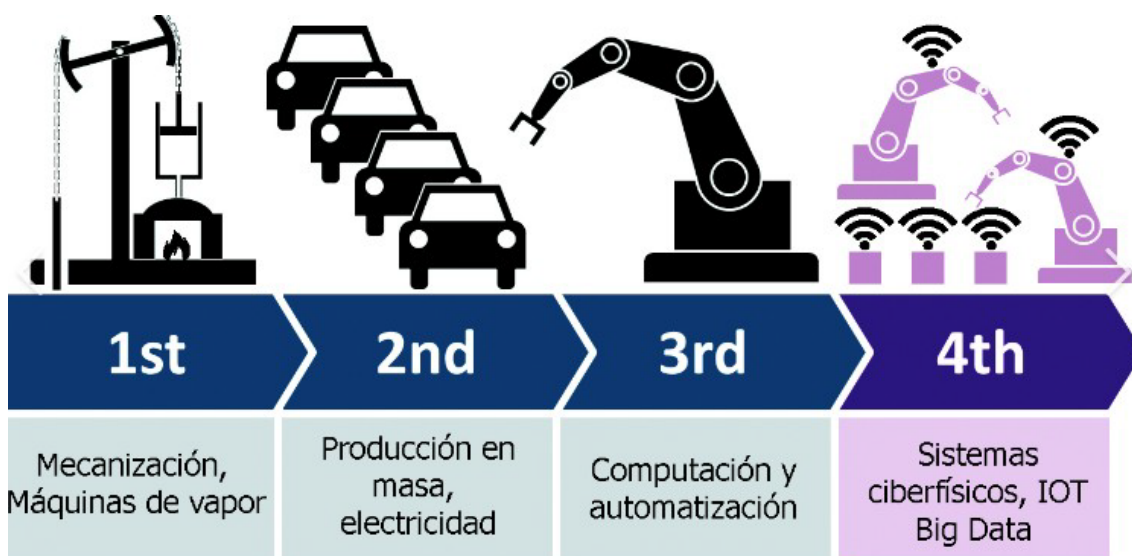 1st
2nd
3rd
4th
Mecanización,
Máquinas de vapor
Producción en
masa,
electricidad
Computación y
automatización
Sistemas
ciberfísicos, IOT
Big Data